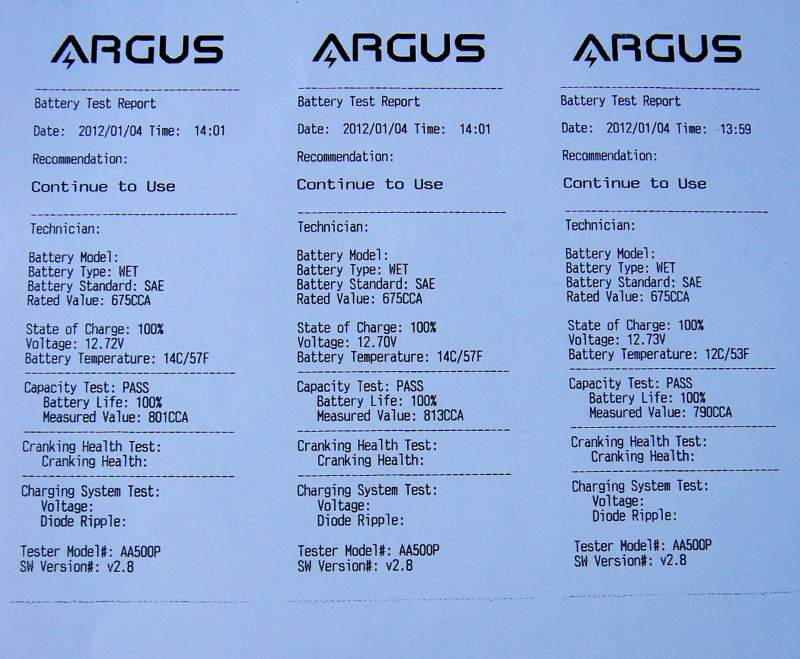 ARGUS
Battery Test Report
Date: 2012/01/04 Time: 14:01
Recommendation:
Continue to Use
Technician:
Battery Model:
Battery Type: WET
Battery Standard: SAE
Rated Value: 675CCA
State of Charge: 100%
Voltage: 12.72V
Battery Temperature: 14C/57F
Capacity Test: PASS
Battery Life: 100%
Measured Value: 801CCA
Cranking Health Test:
Cranking Health:
Charging System Test:
Voltage:
Diode Ripple:
Tester Model#: AA500P
SW Version#: v2.8
ARGUS
Battery Test Report
Date: 2012/01/04 Time: 14:01
Recommendation:
Continue to Use
Technician:
Battery Model:
Battery Type: WET
Battery Standard: SAE
Rated Value: 675CCA
State of Charge: 100%
Voltage: 12.70V
Battery Temperature: 14C/57F
Capacity Test: PASS
Battery Life: 100%
Measured Value: 813CCA
Cranking Health Test:
Cranking Health:
Charging System Test:
Voltage:
Diode Ripple:
Tester Model#: AA500P
SW Version#: v2.8
ARGUS
Battery Test Report
Date: 2012/01/04 Time: 13:59
Recommendation:
Continue to Use
Technician:
Battery Model:
Battery Type: WET
Battery Standard: SAE
Rated Value: 675CCA
State of Charge: 100%
Voltage: 12.73V
Battery Temperature: 12C/53F
Capacity Test: PASS
Battery Life: 100%
Measured Value: 790CCA
Cranking Health Test:
Cranking Health:
Charging System Test:
Voltage:
Diode Ripple:
Tester Model#: AA500P
SW Version#: v2.8